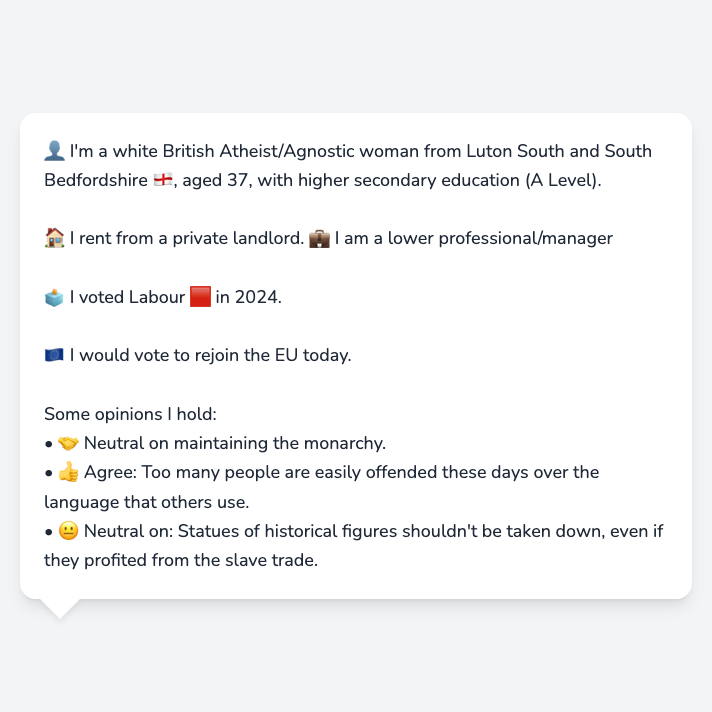 👤 I'm a white British Atheist/Agnostic woman from Luton South and South
Bedfordshire 🏴󠁧󠁢󠁥󠁮󠁧󠁿, aged 37, with higher secondary education (A Level).
🏠 I rent from a private landlord. 💼 I am a lower professional/manager
🗳️ I voted Labour 🟥 in 2024.
🇪🇺 I would vote to rejoin the EU today.
Some opinions I hold:
• 🤝 Neutral on maintaining the monarchy.
• 👍 Agree: Too many people are easily offended these days over the
language that others use.
• 😐 Neutral on: Statues of historical figures shouldn't be taken down, even if
they profited from the slave trade.